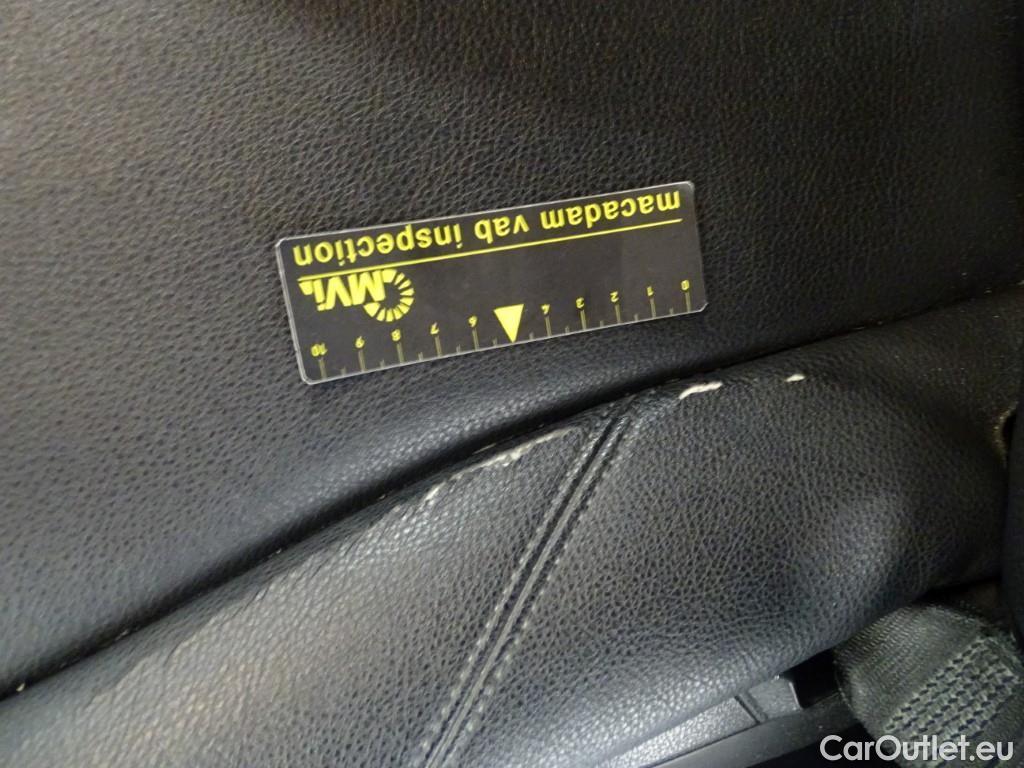 macadam vab inspection
MVi
0 1 2 3 4 6 7 8 9 10
CarOutlet.eu